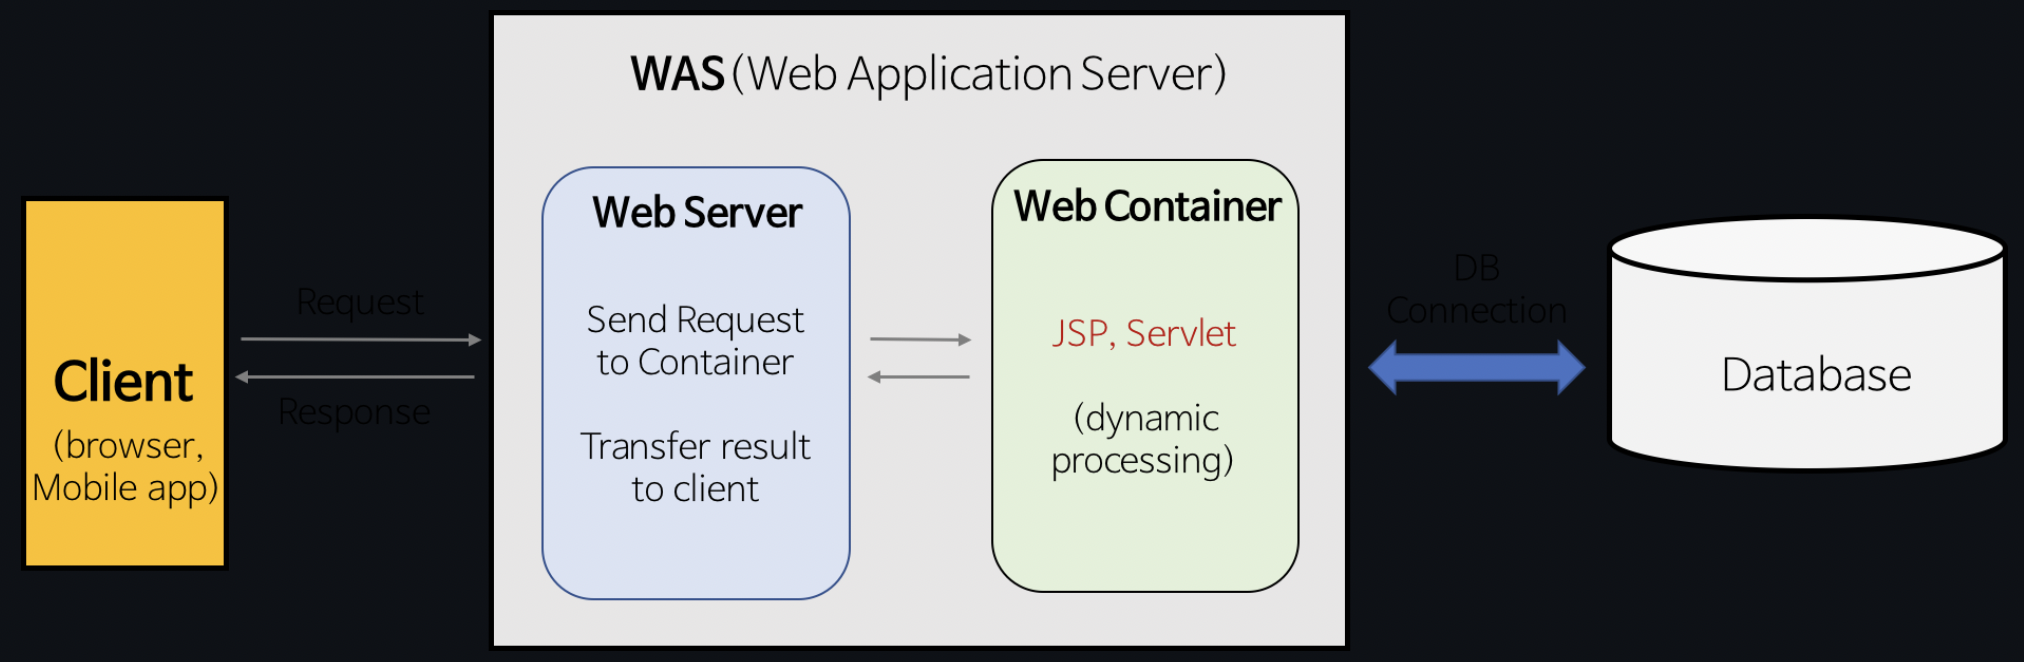 WAS (Web Application Server)
Client
(browser,
Mobile app)
Request
Response
Web Server
Send Request
to Container
Transfer result
to client
Web Container
JSP, Servlet
(dynamic
processing)
DB
Connection
Database